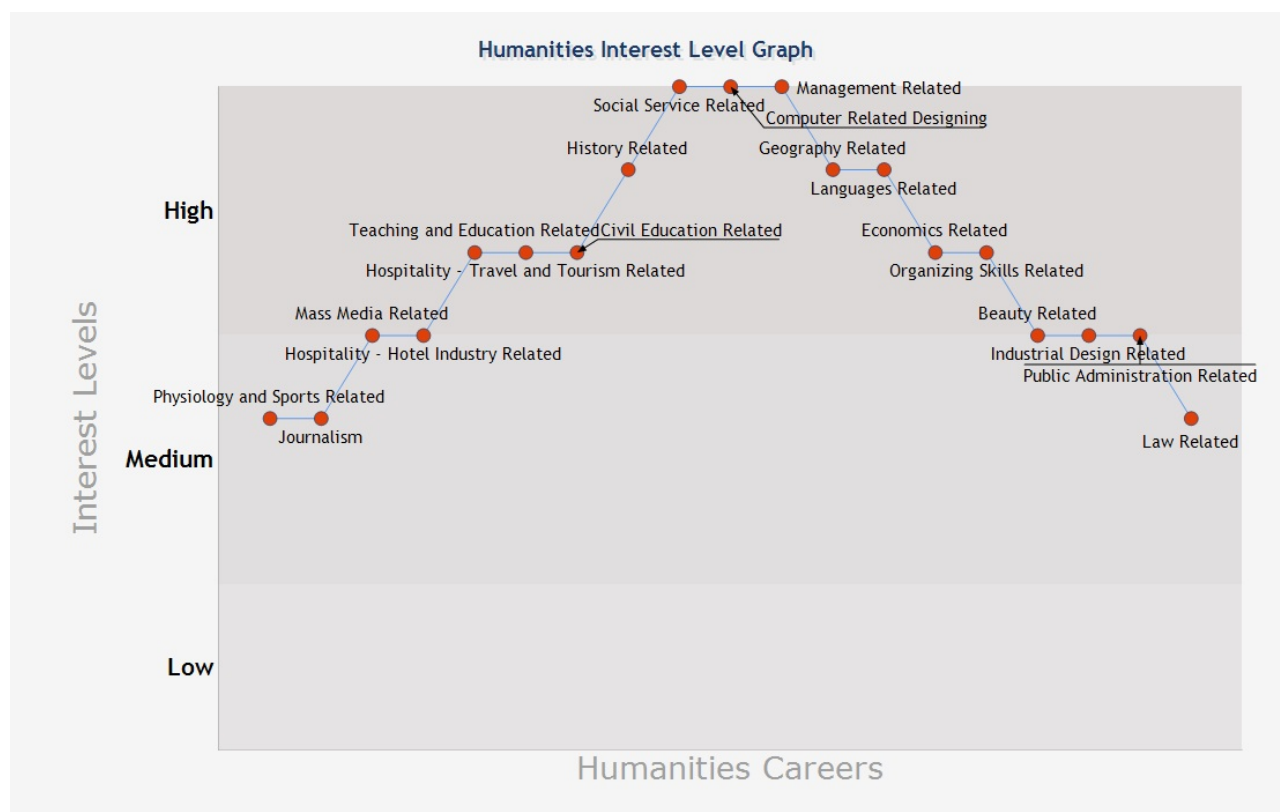 Humanities Interest Level Graph
Management Related
Social Service Related
Computer Related Designing
History Related
Geography Related
Languages Related
High
Teaching and Education Related
Civil Education Related
Economics Related
Hospitality - Travel and Tourism Related
Organizing Skills Related
Mass Media Related
Beauty Related
Hospitality - Hotel Industry Related
Industrial Design Related
Public Administration Related
Physiology and Sports Related
Journalism
Law Related
Medium
Interest Levels
Low
Humanities Careers